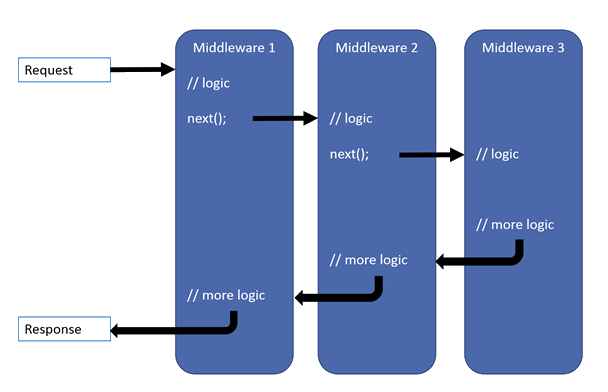 Middleware 1
Middleware 2
Middleware 3
Request
// logic
next();
// logic
next();
// logic
// more logic
// more logic
// more logic
Response